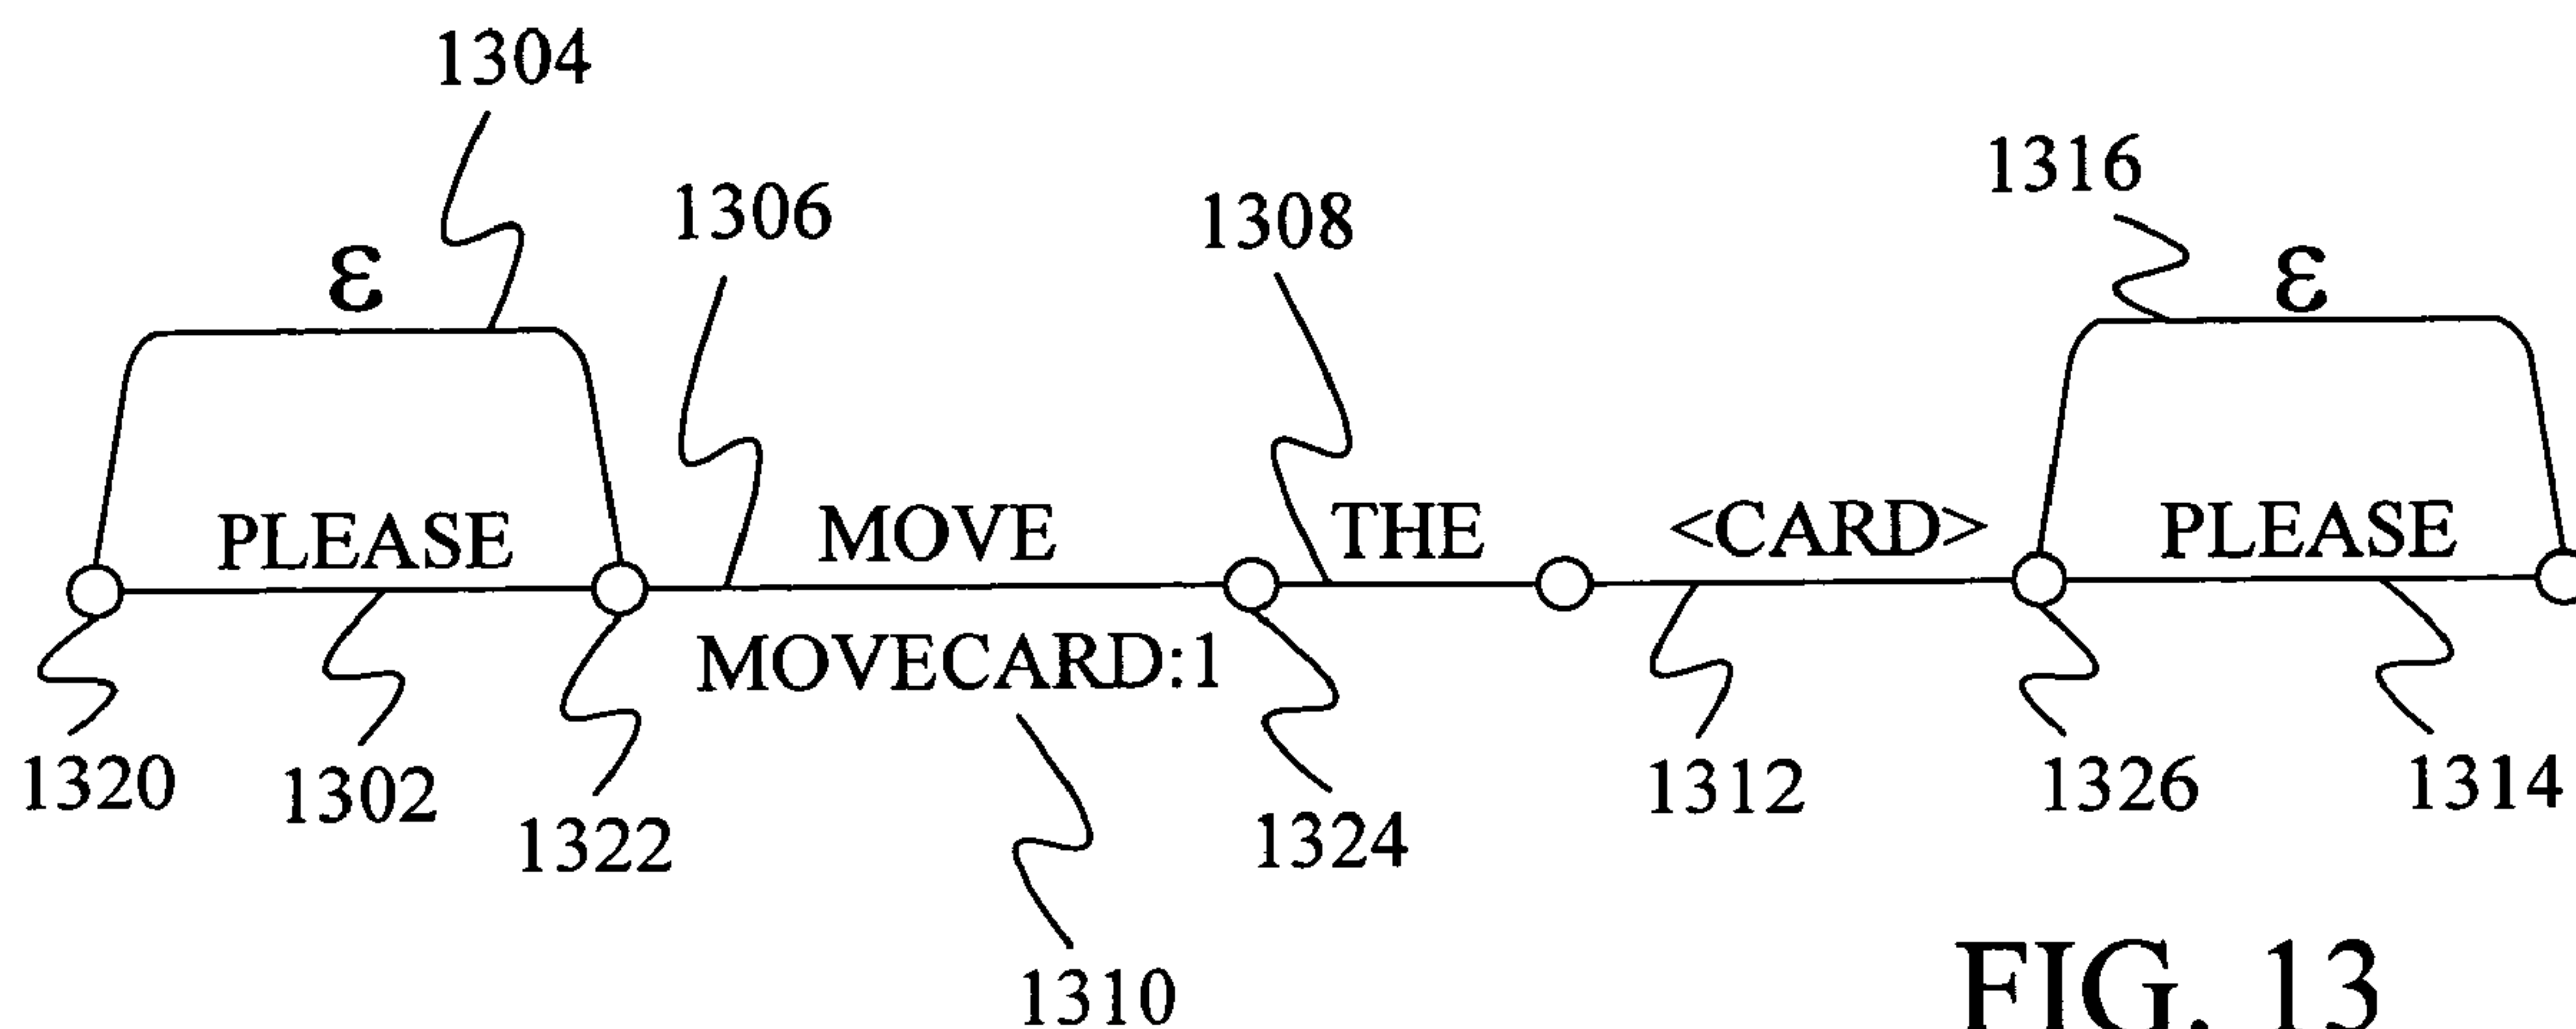 1304
1306
1308
1316
ε
ε
PLEASE
MOVE
THE
<CARD>
PLEASE
MOVECARD:1
1320
1302
1322
1324
1312
1326
1314
1310
FIG. 13